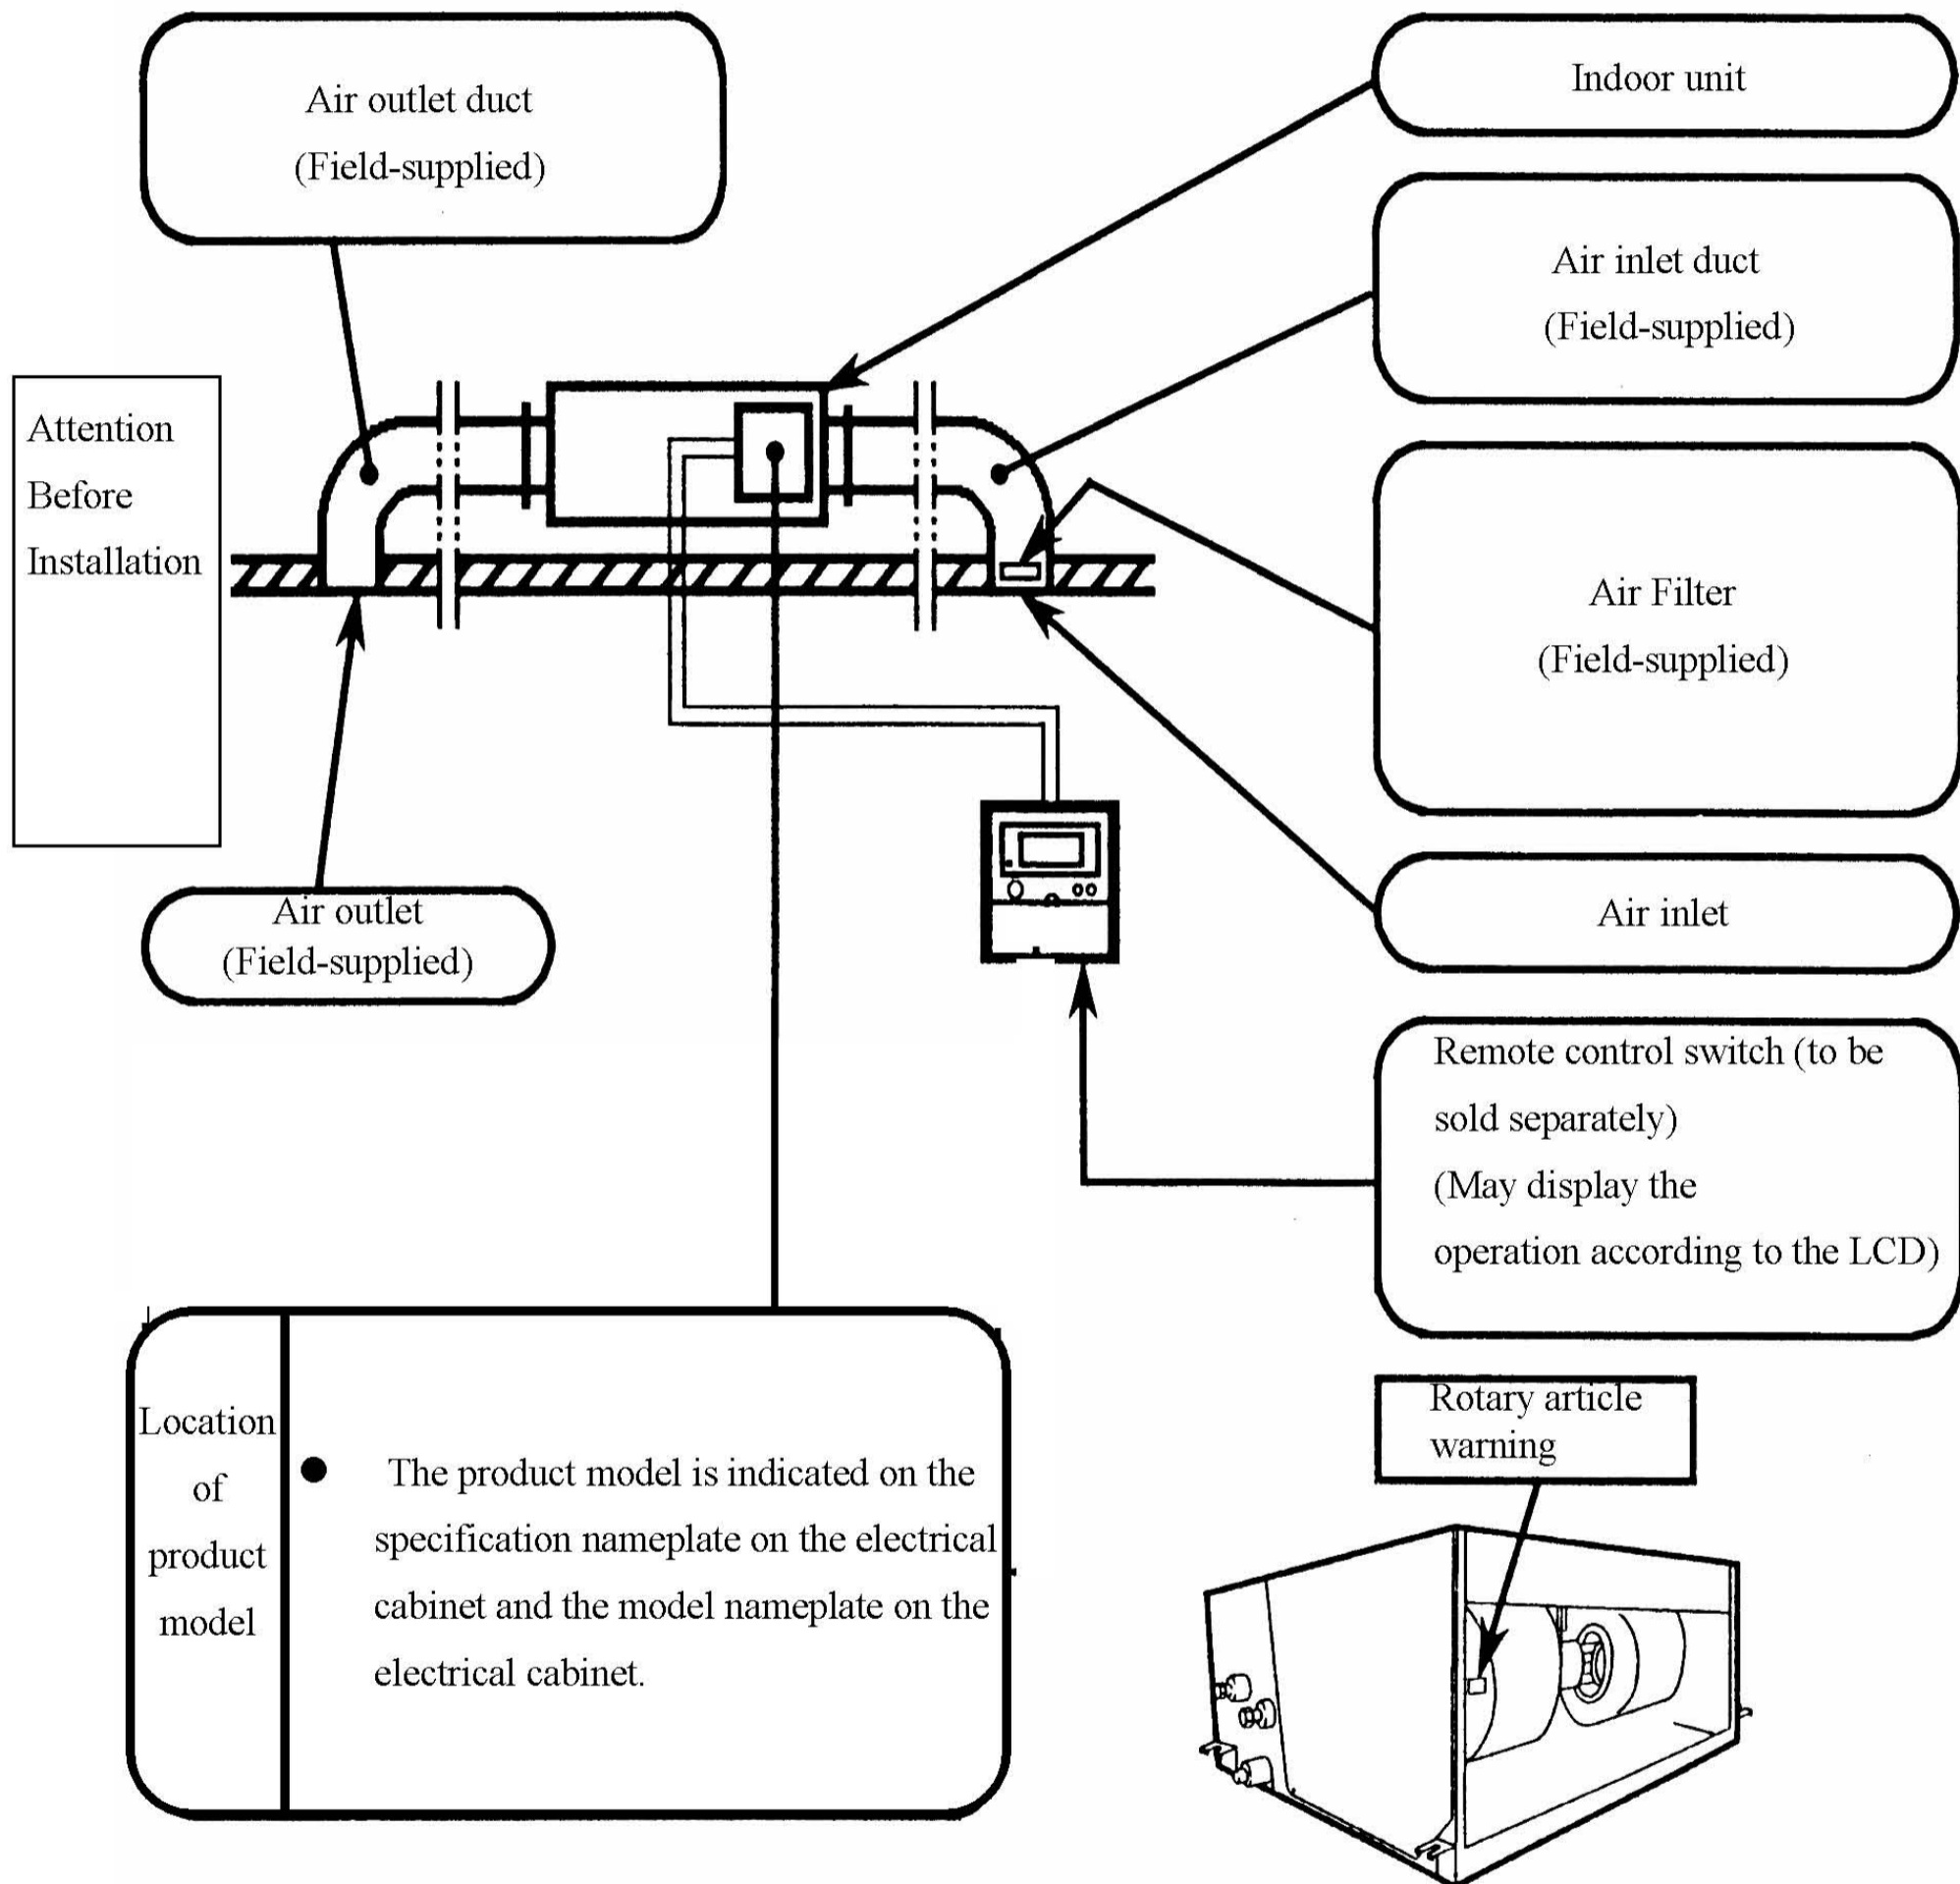 Air outlet duct
(Field-supplied)
Indoor unit
Air inlet duct
(Field-supplied)
Attention
Before
Installation
Air Filter
(Field-supplied)
Air outlet
(Field-supplied)
Air inlet
Remote control switch (to be
sold separately)
(May display the
operation according to the LCD)
Location
of
product
model
● The product model is indicated on the
specification nameplate on the electrical
cabinet and the model nameplate on the
electrical cabinet.
Rotary article
warning